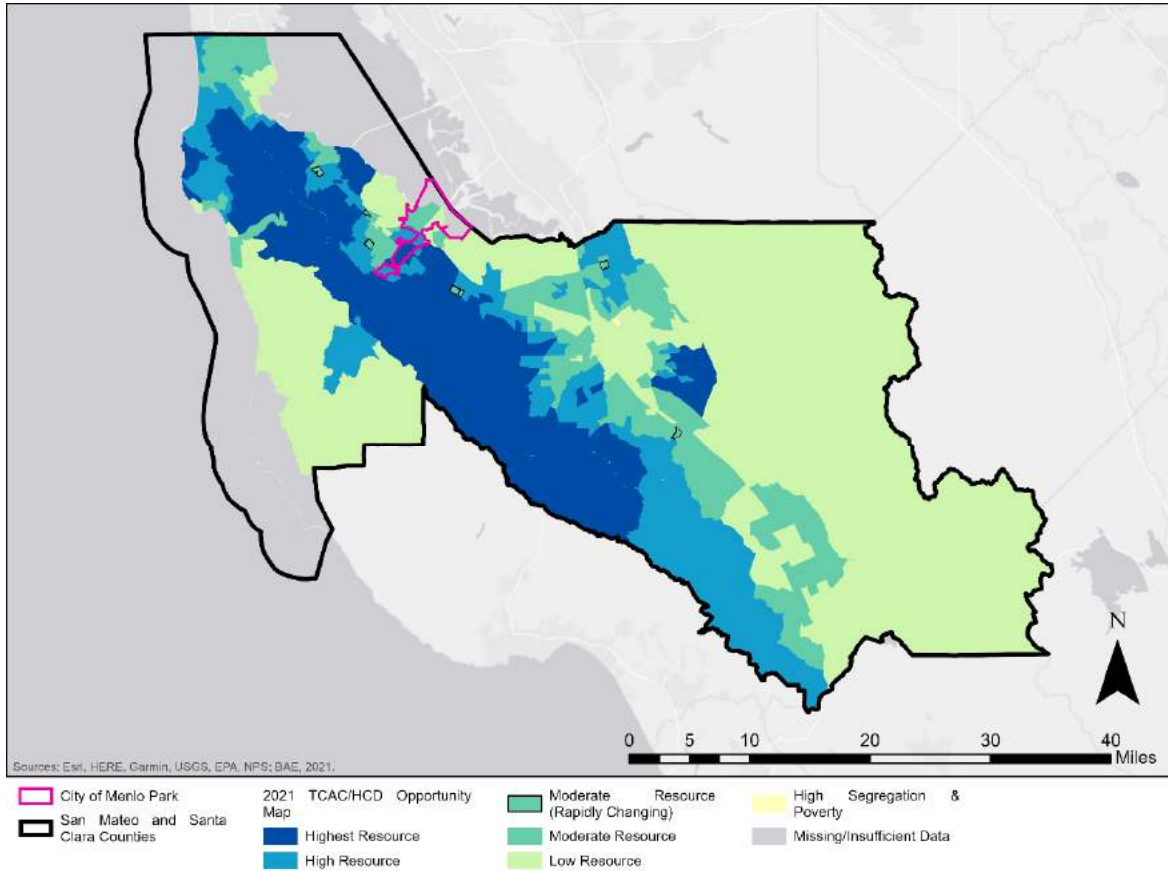 N
0 5 10 20 30 40
Miles
Sources: Esri, HERE, Garmin, USGS, EPA, NPS; BAE, 2021.
City of Menlo Park
San Mateo and Santa
Clara Counties
2021 TCAC/HCD Opportunity
Map
Highest Resource
High Resource
Moderate Resource
(Rapidly Changing)
Moderate Resource
Low Resource
High Segregation &
Poverty
Missing/Insufficient Data